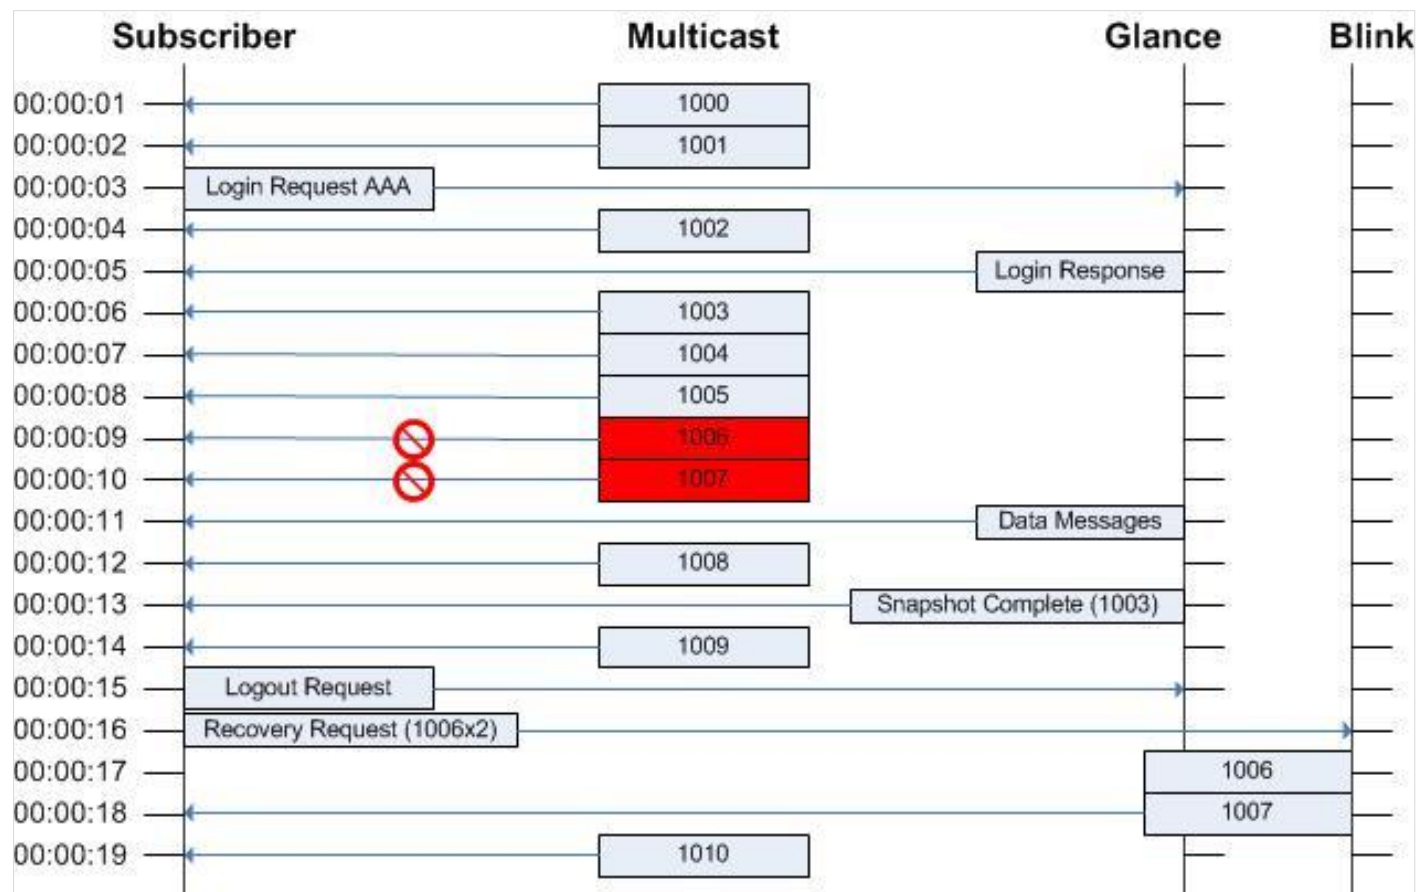 Subscriber Multicast Glance Blink
00:00:01 1000
00:00:02 1001
00:00:03 Login Request AAA
00:00:04 1002
00:00:05 Login Response
00:00:06 1003
00:00:07 1004
00:00:08 1005
00:00:09 1006
00:00:10 1007
00:00:11 Data Messages
00:00:12 1008
00:00:13 Snapshot Complete (1003)
00:00:14 1009
00:00:15 Logout Request
00:00:16 Recovery Request (1006x2)
00:00:17 1006
00:00:18 1007
00:00:19 1010